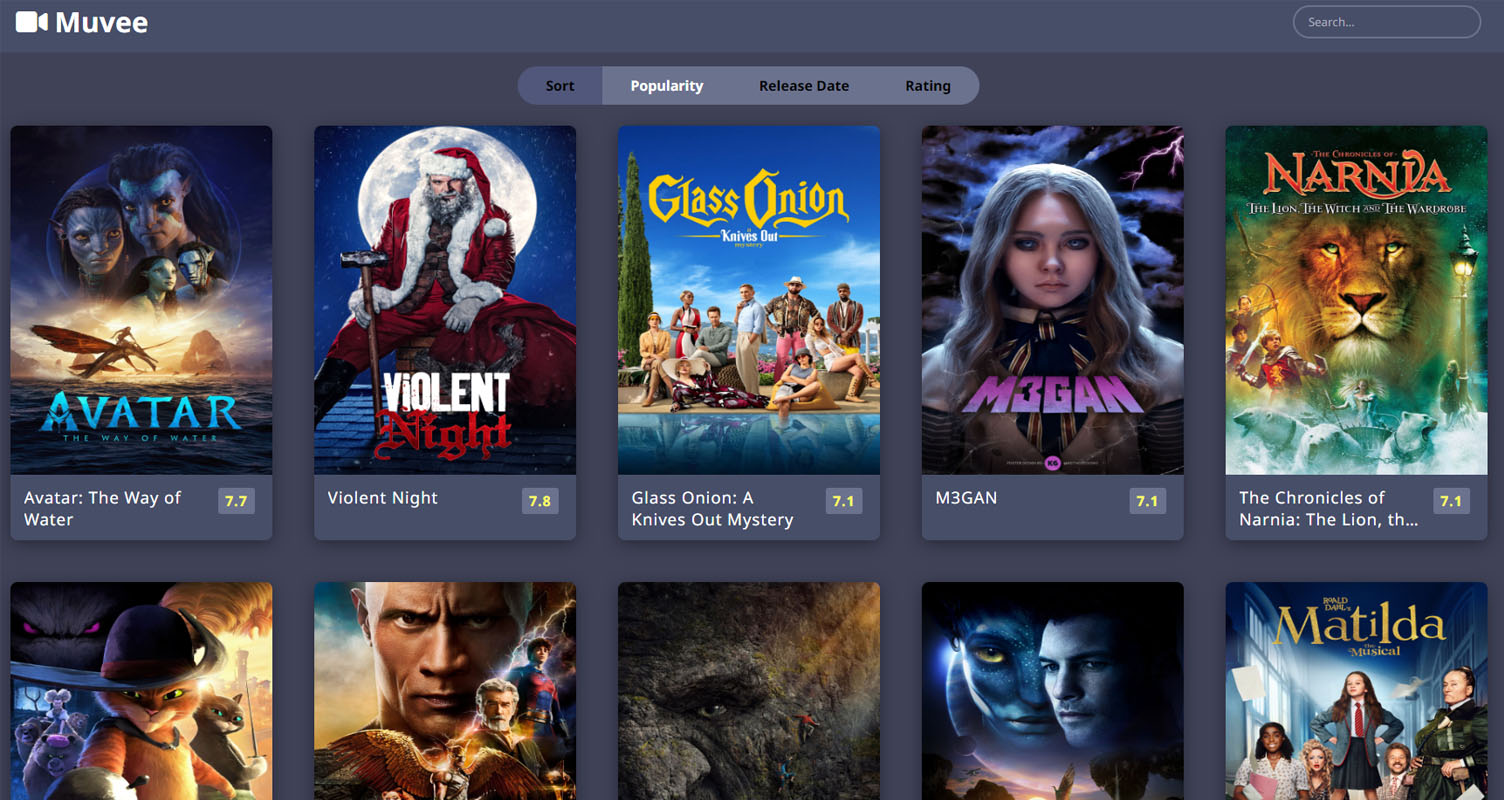 Muvee
Search...
Sort Popularity Release Date Rating
AVATAR
THE WAY OF WATER
VIOLENT
Night
Glass Onion
A
Knives Out
mystery
M3GAN
K6
THE CHRONICLES OF
NARNIA
THE LION, THE WITCH AND THE WARDROBE
Avatar: The Way of
Water
7.7
Violent Night
7.8
Glass Onion: A
Knives Out Mystery
7.1
M3GAN
7.1
The Chronicles of
Narnia: The Lion, th...
7.1
ROALD
DAHL'S
Matilda
the
Musical